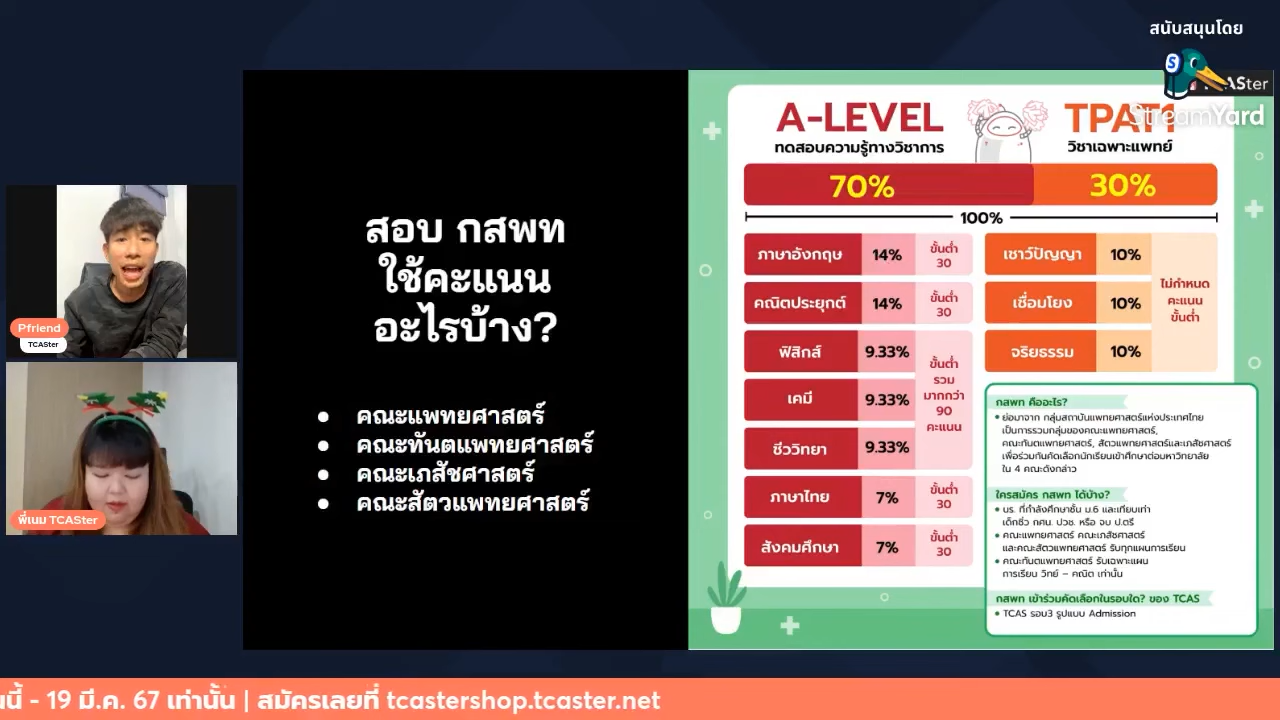 สนับสนุนโดย
StreamYard
Pfriend
TCASter
พี่เนม TCASter
สอบ กสพท
ใช้คะแนน
อะไรบ้าง?
● คณะแพทยศาสตร์
● คณะทันตแพทยศาสตร์
● คณะเภสัชศาสตร์
● คณะสัตวแพทยศาสตร์
A-LEVEL
ทดสอบความรู้ทางวิชาการ
TPAT1
วิชาเฉพาะแพทย์
70%
30%
100%
ภาษาอังกฤษ 14% ขั้นต่ำ 30
คณิตประยุกต์ 14% ขั้นต่ำ 30
ฟิสิกส์ 9.33%
เคมี 9.33%
ชีววิทยา 9.33%
ขั้นต่ำ
รวม
มากกว่า
90
คะแนน
ภาษาไทย 7% ขั้นต่ำ 30
สังคมศึกษา 7% ขั้นต่ำ 30
เชาว์ปัญญา 10%
เชื่อมโยง 10%
จริยธรรม 10%
ไม่กำหนด
คะแนน
ขั้นต่ำ
กสพท คืออะไร?
• ย่อมาจาก กลุ่มสถาบันแพทยศาสตร์แห่งประเทศไทย
เป็นการรวมกลุ่มของคณะแพทยศาสตร์,
คณะทันตแพทยศาสตร์, สัตวแพทยศาสตร์และเภสัชศาสตร์
เพื่อร่วมกันคัดเลือกนักเรียนเข้าศึกษาต่อมหาวิทยาลัย
ใน 4 คณะดังกล่าว
ใครสมัคร กสพท ได้บ้าง?
• นร. ที่กำลังศึกษาชั้น ม.6 และเทียบเท่า
เด็กซิ่ว กศน. ปวช. หรือ จบ ป.ตรี
• คณะแพทยศาสตร์ คณะเภสัชศาสตร์
และคณะสัตวแพทยศาสตร์ รับทุกแผนการเรียน
• คณะทันตแพทยศาสตร์ รับเฉพาะแผน
การเรียน วิทย์ – คณิต เท่านั้น
กสพท เข้าร่วมคัดเลือกในรอบใด? ของ TCAS
• TCAS รอบ3 รูปแบบ Admission
นี้ - 19 มี.ค. 67 เท่านั้น | สมัครเลยที่ tcastershop.tcaster.net